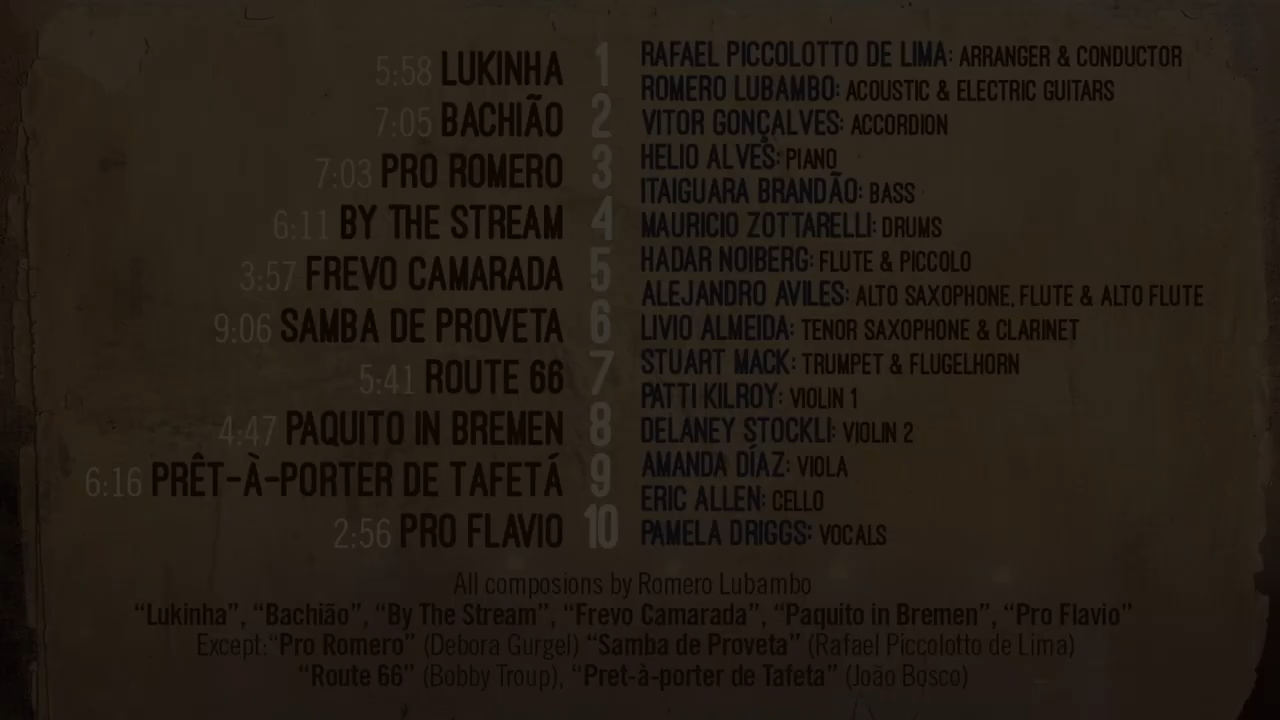 5:58 LUKINHA 1
7:05 BACHIÃO 2
7:03 PRO ROMERO 3
6:11 BY THE STREAM 4
3:57 FREVO CAMARADA 5
9:06 SAMBA DE PROVETA 6
5:41 ROUTE 66 7
4:47 PAQUITO IN BREMEN 8
6:16 PRÊT-À-PORTER DE TAFETÁ 9
2:56 PRO FLAVIO 10
RAFAEL PICCOLOTTO DE LIMA: ARRANGER & CONDUCTOR
ROMERO LUBAMBO: ACOUSTIC & ELECTRIC GUITARS
VITOR GONÇALVES: ACCORDION
HELIO ALVES: PIANO
ITAIGUARA BRANDÃO: BASS
MAURICIO ZOTTARELLI: DRUMS
HADAR NOIBERG: FLUTE & PICCOLO
ALEJANDRO AVILES: ALTO SAXOPHONE, FLUTE & ALTO FLUTE
LIVIO ALMEIDA: TENOR SAXOPHONE & CLARINET
STUART MACK: TRUMPET & FLUGELHORN
PATTI KILROY: VIOLIN 1
DELANEY STOCKLI: VIOLIN 2
AMANDA DÍAZ: VIOLA
ERIC ALLEN: CELLO
PAMELA DRIGGS: VOCALS
All composions by Romero Lubambo
“Lukinha”, “Bachião”, “By The Stream”, “Frevo Camarada”, “Paquito in Bremen”, “Pro Flavio”
Except:“Pro Romero” (Debora Gurgel) “Samba de Proveta” (Rafael Piccolotto de Lima)
“Route 66” (Bobby Troup), “Pret-à-porter de Tafeta” (João Bosco)